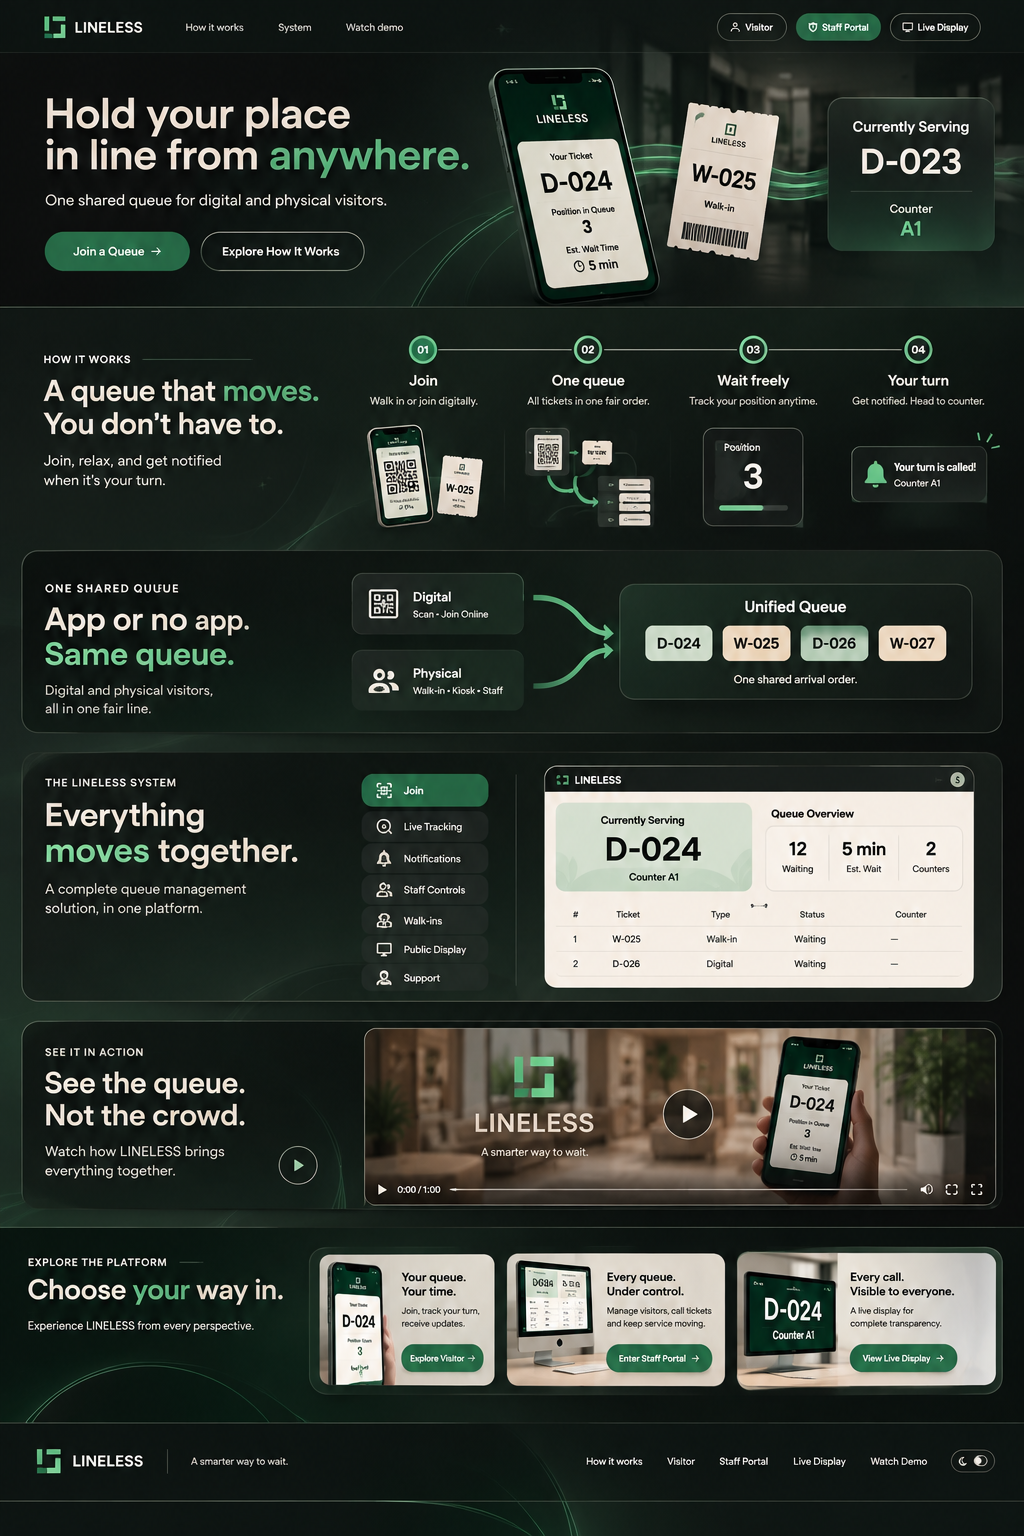 LINELESS
How it works
System
Watch demo
Visitor
Staff Portal
Live Display
Hold your place
in line from anywhere.
One shared queue for digital and physical visitors.
Join a Queue →
Explore How It Works
LINELESS
Your Ticket
D-024
Position in Queue
3
Est. Wait Time
5 min
LINELESS
W-025
Walk-in
Currently Serving
D-023
Counter
A1
HOW IT WORKS
A queue that moves.
You don't have to.
Join, relax, and get notified
when it's your turn.
01
Join
Walk in or join digitally.
W-025
02
One queue
All tickets in one fair order.
03
Wait freely
Track your position anytime.
Position
3
04
Your turn
Get notified. Head to counter.
Your turn is called!
Counter A1
ONE SHARED QUEUE
App or no app.
Same queue.
Digital and physical visitors,
all in one fair line.
Digital
Scan • Join Online
Physical
Walk-in • Kiosk • Staff
Unified Queue
D-024
W-025
D-026
W-027
One shared arrival order.
THE LINELESS SYSTEM
Everything
moves together.
A complete queue management
solution, in one platform.
Join
Live Tracking
Notifications
Staff Controls
Walk-ins
Public Display
Support
LINELESS
S
Currently Serving
D-024
Counter A1
Queue Overview
12
Waiting
5 min
Est. Wait
2
Counters
# Ticket Type Status Counter
1 W-025 Walk-in Waiting —
2 D-026 Digital Waiting —
SEE IT IN ACTION
See the queue.
Not the crowd.
Watch how LINELESS brings
everything together.
LINELESS
A smarter way to wait.
LINELESS
Your Ticket
D-024
Position in Queue
3
Est. Wait Time
5 min
0:00 / 1:00
EXPLORE THE PLATFORM
Choose your way in.
Experience LINELESS from every perspective.
D-024
3
Your queue.
Your time.
Join, track your turn,
receive updates.
Explore Visitor →
Every queue.
Under control.
Manage visitors, call tickets
and keep service moving.
Enter Staff Portal →
D-024
Counter A1
Every call.
Visible to everyone.
A live display for
complete transparency.
View Live Display →
LINELESS
A smarter way to wait.
How it works
Visitor
Staff Portal
Live Display
Watch Demo